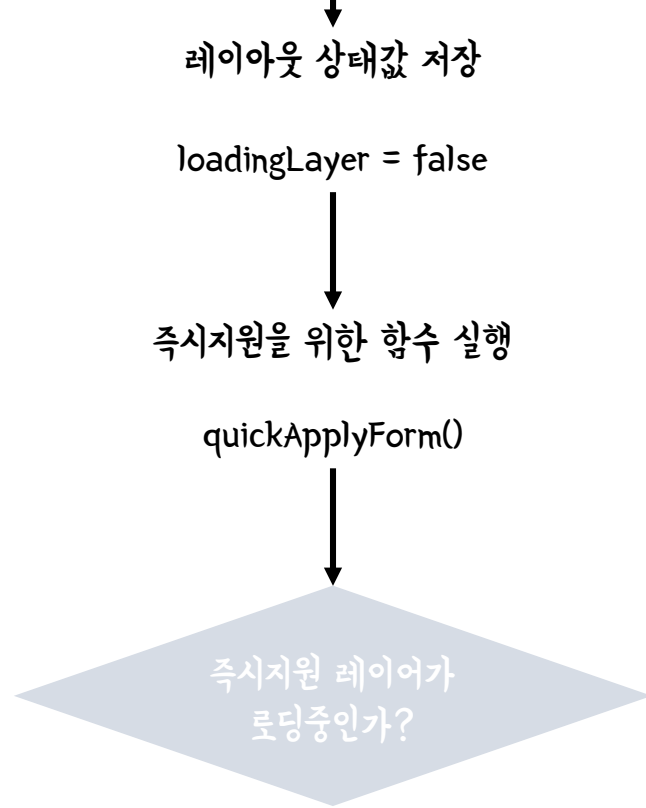 레이아웃 상태값 저장
loadingLayer = false
즉시지원을 위한 함수 실행
quickApplyForm()
즉시지원 레이어가
로딩중인가?